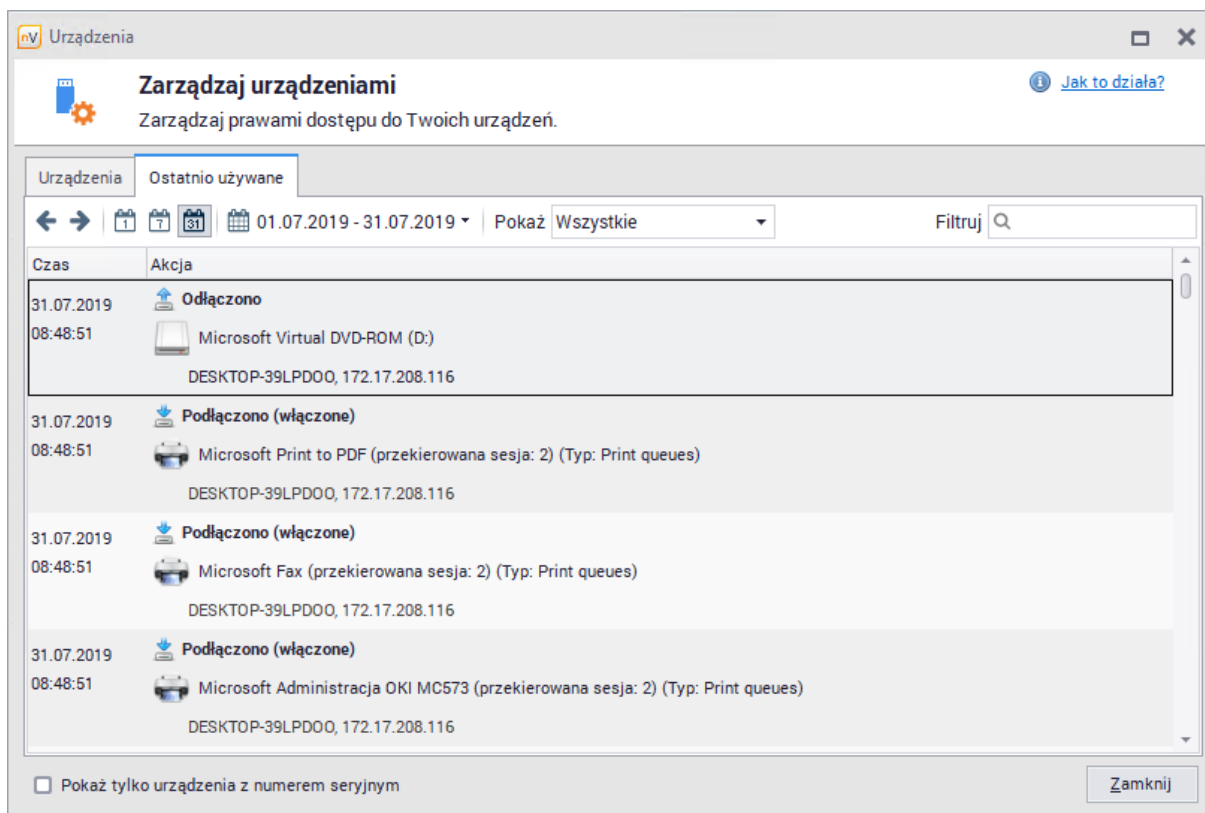 nV Urządzenia
Zarządzaj urządzeniami
Jak to działa?
Zarządzaj prawami dostępu do Twoich urządzeń.
Urządzenia Ostatnio używane
1 7 31 01.07.2019 - 31.07.2019 Pokaż Wszystkie Filtruj
Czas Akcja
31.07.2019 Odłączono
08:48:51 Microsoft Virtual DVD-ROM (D:)
DESKTOP-39LPDOO, 172.17.208.116
31.07.2019 Podłączono (włączone)
08:48:51 Microsoft Print to PDF (przekierowana sesja: 2) (Typ: Print queues)
DESKTOP-39LPDOO, 172.17.208.116
31.07.2019 Podłączono (włączone)
08:48:51 Microsoft Fax (przekierowana sesja: 2) (Typ: Print queues)
DESKTOP-39LPDOO, 172.17.208.116
31.07.2019 Podłączono (włączone)
08:48:51 Microsoft Administracja OKI MC573 (przekierowana sesja: 2) (Typ: Print queues)
DESKTOP-39LPDOO, 172.17.208.116
Pokaż tylko urządzenia z numerem seryjnym Zamknij